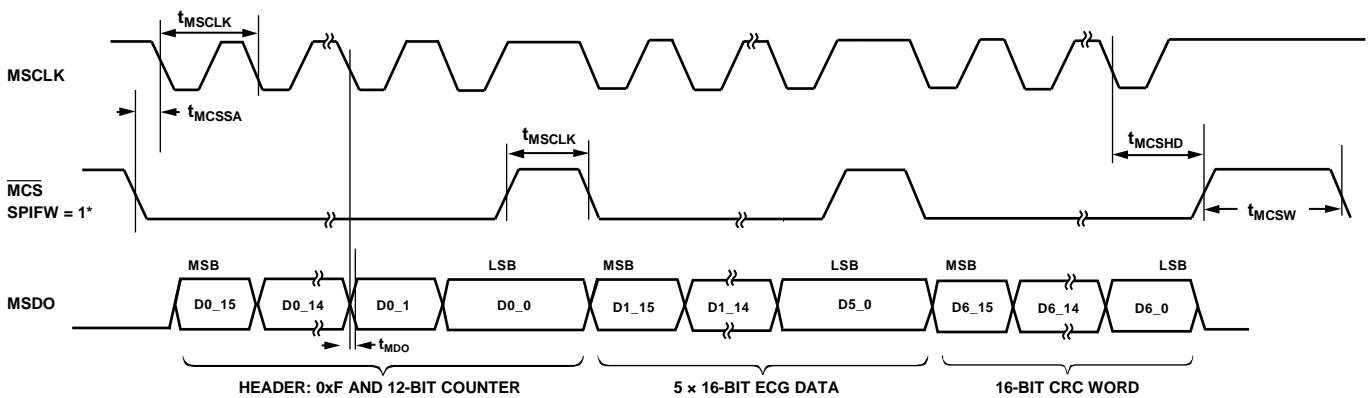 tMSCLK
MSCLK
tMCSSA
tMSCLK
tMCSHD
MCS
SPIFW = 1*
tMCSW
MSB LSB MSB LSB MSB LSB
MSDO D0_15 D0_14 D0_1 D0_0 D1_15 D1_14 D5_0 D6_15 D6_14 D6_0
tMDO
HEADER: 0xF AND 12-BIT COUNTER 5 × 16-BIT ECG DATA 16-BIT CRC WORD